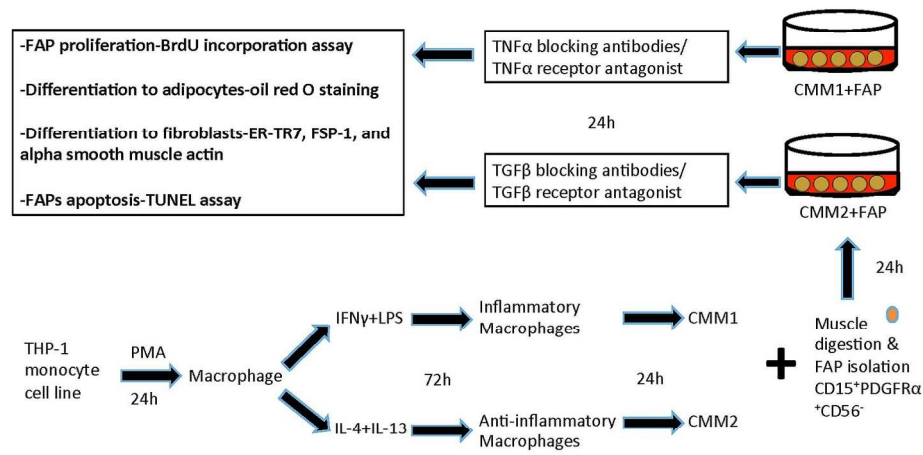 -FAP proliferation-BrdU incorporation assay
-Differentiation to adipocytes-oil red O staining
-Differentiation to fibroblasts-ER-TR7, FSP-1, and
alpha smooth muscle actin
-FAPs apoptosis-TUNEL assay
TNFα blocking antibodies/
TNFα receptor antagonist
CMM1+FAP
24h
TGFβ blocking antibodies/
TGFβ receptor antagonist
CMM2+FAP
24h
THP-1
monocyte
cell line
PMA
24h
Macrophage
IFNγ+LPS
Inflammatory
Macrophages
CMM1
72h
24h
IL-4+IL-13
Anti-inflammatory
Macrophages
CMM2
+
Muscle
digestion &
FAP isolation
CD15⁺PDGFRα
⁺CD56⁻